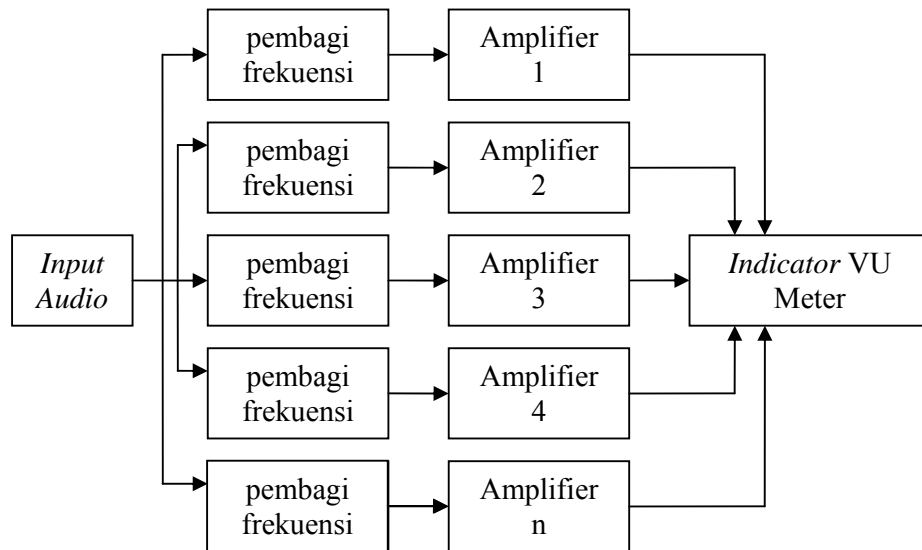 pembagi
frekuensi
Amplifier
1
pembagi
frekuensi
Amplifier
2
Input
Audio
pembagi
frekuensi
Amplifier
3
Indicator VU
Meter
pembagi
frekuensi
Amplifier
4
pembagi
frekuensi
Amplifier
n